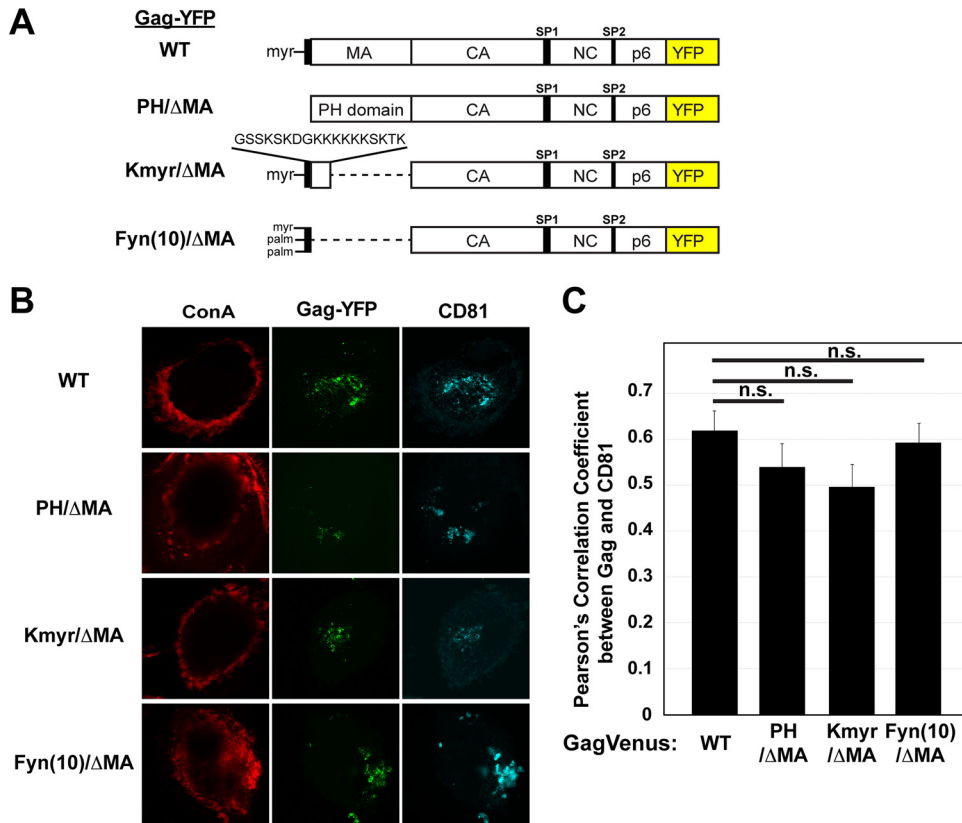 A
Gag-YFP
WT
SP1 SP2
myr MA CA NC p6 YFP
PH/ΔMA
SP1 SP2
PH domain CA NC p6 YFP
GSSKSKDGKKKKKKSKTK
Kmyr/ΔMA
SP1 SP2
myr CA NC p6 YFP
Fyn(10)/ΔMA
SP1 SP2
myr
palm CA NC p6 YFP
palm
B
ConA Gag-YFP CD81
WT
PH/ΔMA
Kmyr/ΔMA
Fyn(10)/ΔMA
C
Pearson's Correlation Coefficient
between Gag and CD81
0.7
0.6
0.5
0.4
0.3
0.2
0.1
0
n.s.
n.s.
n.s.
GagVenus: WT PH Kmyr Fyn(10)
/ΔMA /ΔMA /ΔMA